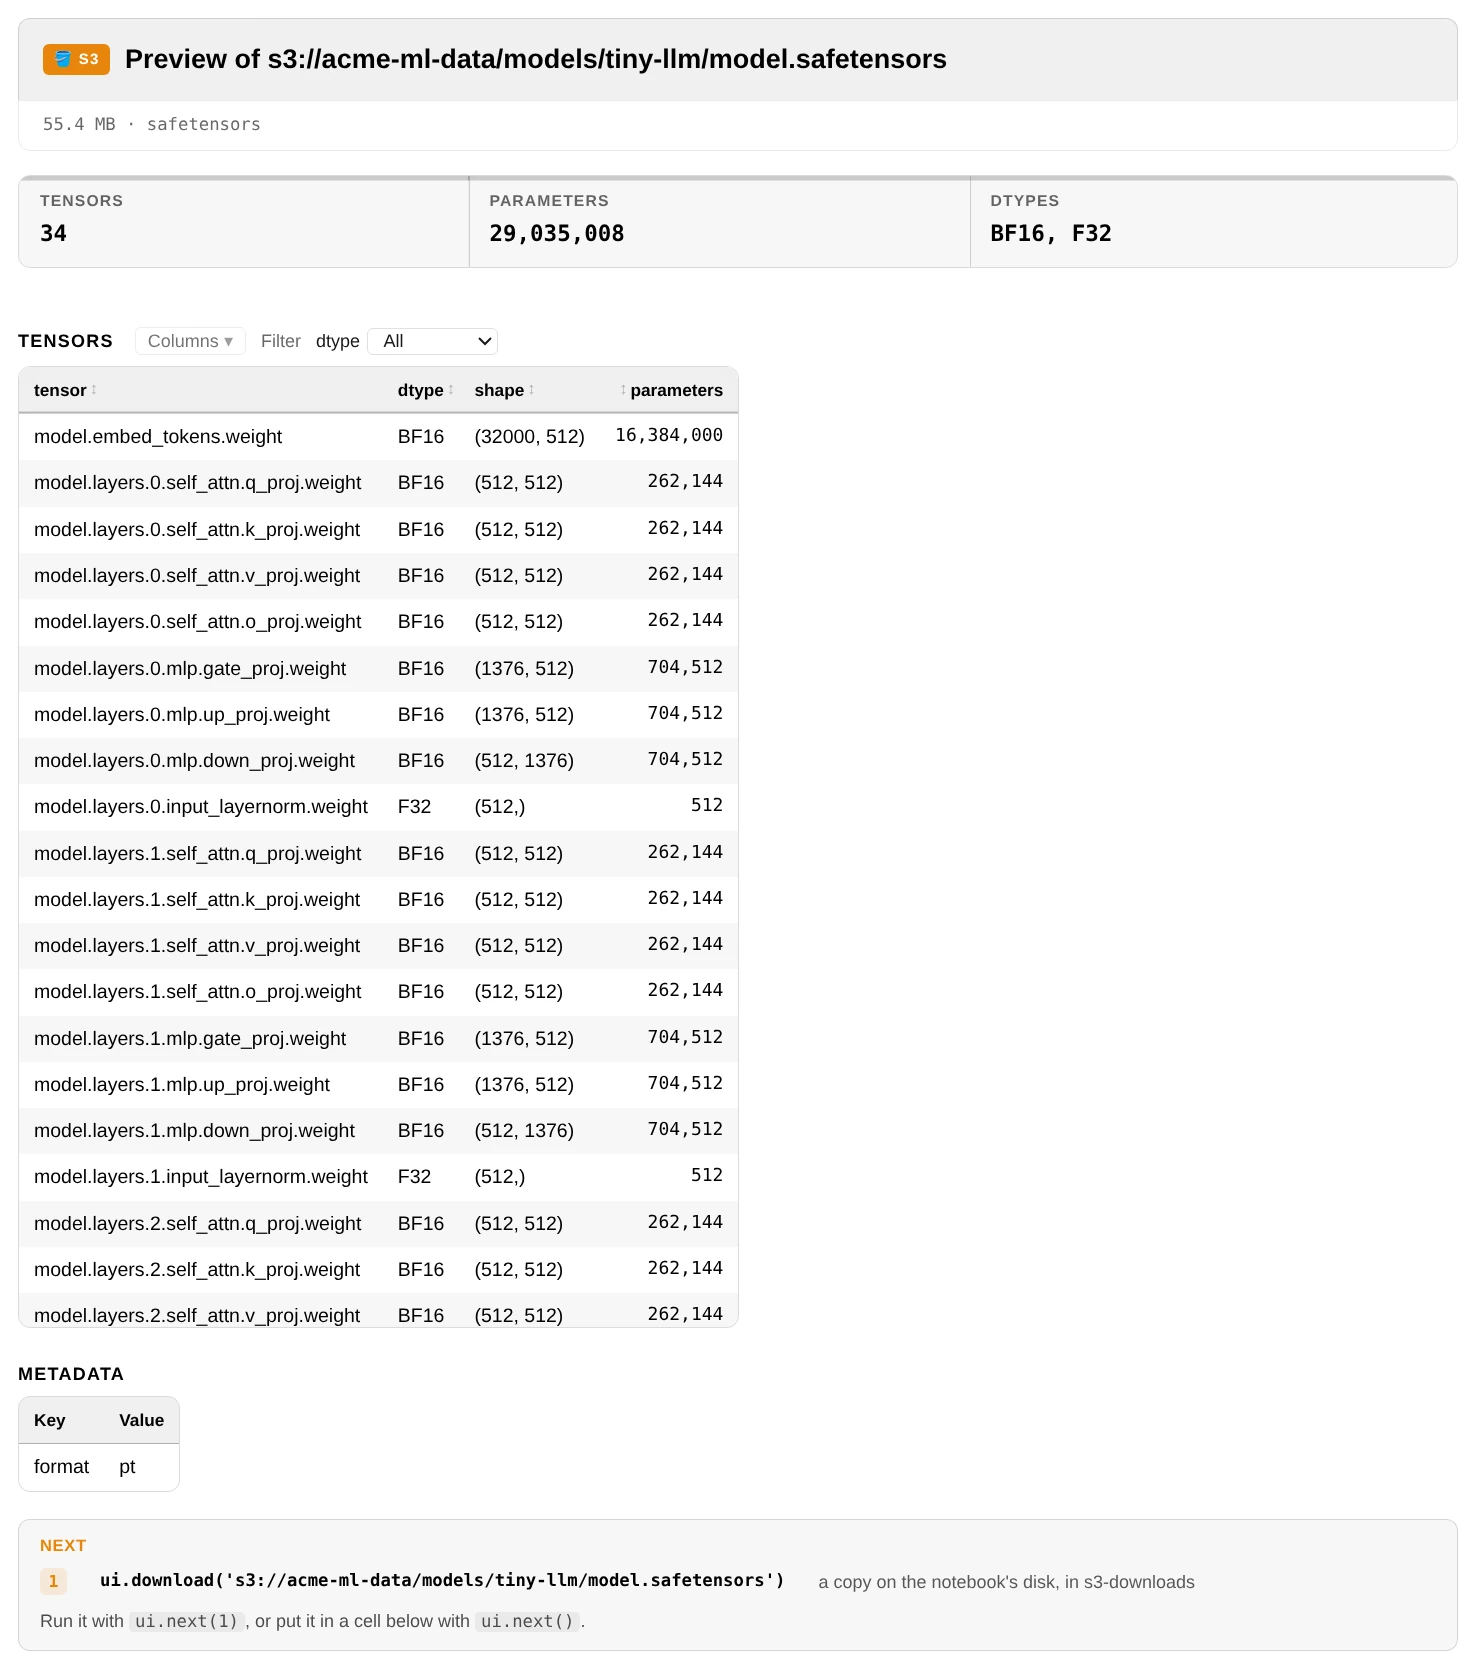 S3 Preview of s3://acme-ml-data/models/tiny-llm/model.safetensors
55.4 MB · safetensors
TENSORS PARAMETERS DTYPES
34 29,035,008 BF16, F32
TENSORS Columns ▾ Filter dtype All
tensor ↕ dtype ↕ shape ↕ ↕ parameters
model.embed_tokens.weight BF16 (32000, 512) 16,384,000
model.layers.0.self_attn.q_proj.weight BF16 (512, 512) 262,144
model.layers.0.self_attn.k_proj.weight BF16 (512, 512) 262,144
model.layers.0.self_attn.v_proj.weight BF16 (512, 512) 262,144
model.layers.0.self_attn.o_proj.weight BF16 (512, 512) 262,144
model.layers.0.mlp.gate_proj.weight BF16 (1376, 512) 704,512
model.layers.0.mlp.up_proj.weight BF16 (1376, 512) 704,512
model.layers.0.mlp.down_proj.weight BF16 (512, 1376) 704,512
model.layers.0.input_layernorm.weight F32 (512,) 512
model.layers.1.self_attn.q_proj.weight BF16 (512, 512) 262,144
model.layers.1.self_attn.k_proj.weight BF16 (512, 512) 262,144
model.layers.1.self_attn.v_proj.weight BF16 (512, 512) 262,144
model.layers.1.self_attn.o_proj.weight BF16 (512, 512) 262,144
model.layers.1.mlp.gate_proj.weight BF16 (1376, 512) 704,512
model.layers.1.mlp.up_proj.weight BF16 (1376, 512) 704,512
model.layers.1.mlp.down_proj.weight BF16 (512, 1376) 704,512
model.layers.1.input_layernorm.weight F32 (512,) 512
model.layers.2.self_attn.q_proj.weight BF16 (512, 512) 262,144
model.layers.2.self_attn.k_proj.weight BF16 (512, 512) 262,144
model.layers.2.self_attn.v_proj.weight BF16 (512, 512) 262,144
METADATA
Key Value
format pt
NEXT
1 ui.download('s3://acme-ml-data/models/tiny-llm/model.safetensors') a copy on the notebook's disk, in s3-downloads
Run it with ui.next(1), or put it in a cell below with ui.next().